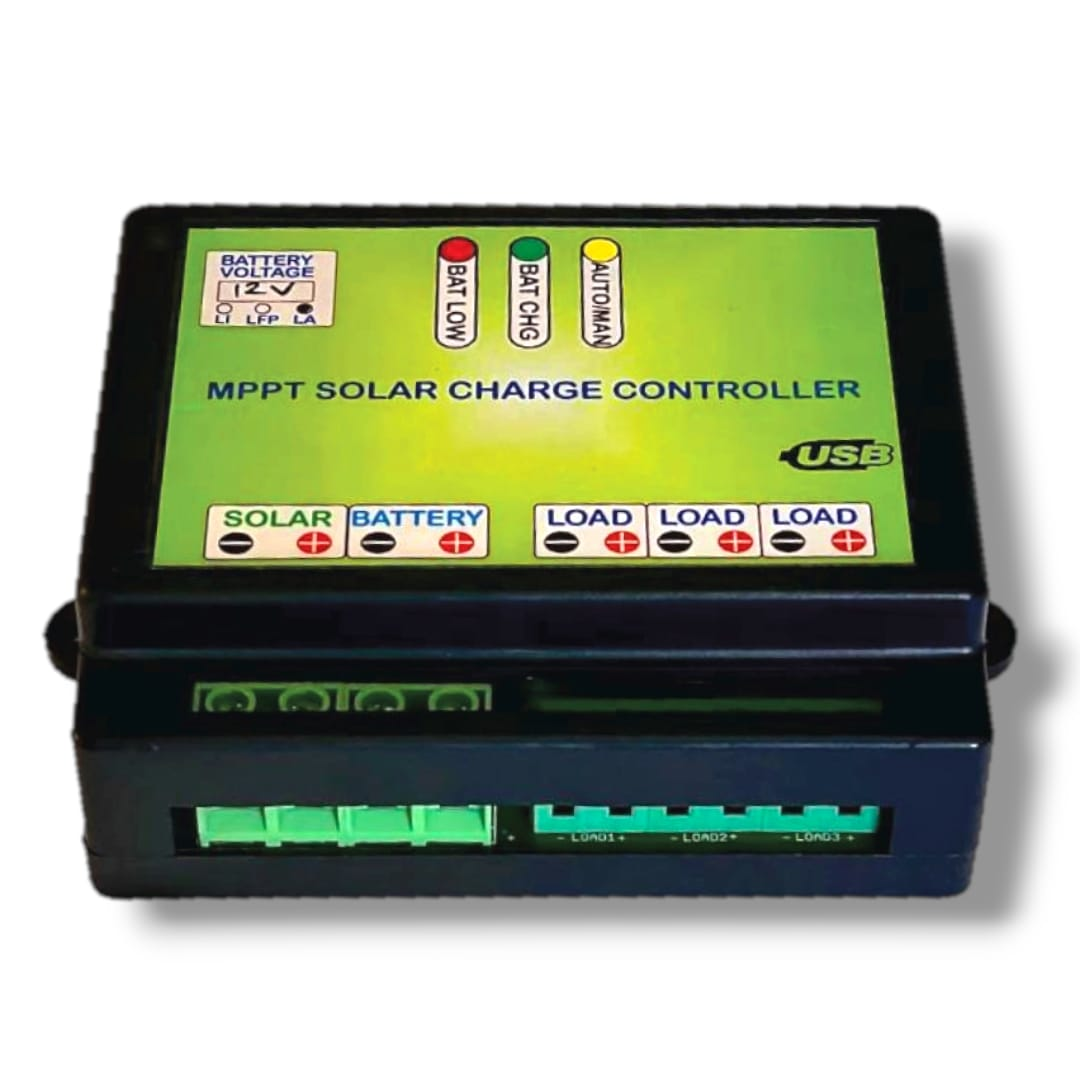 BATTERY
VOLTAGE
12V
LI LFP LA
BAT LOW
BAT CHG
AUTO/MAN
MPPT SOLAR CHARGE CONTROLLER
USB
SOLAR BATTERY LOAD LOAD LOAD
- LOAD1 + - LOAD2 + - LOAD3 +